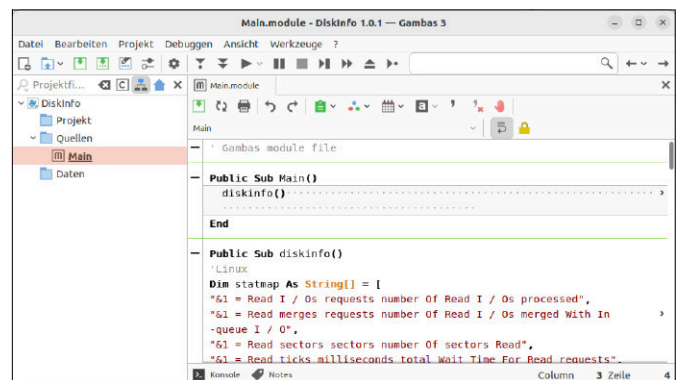 Main.module - DiskInfo 1.0.1 — Gambas 3
Datei Bearbeiten Projekt Debuggen Ansicht Werkzeuge ?
Projektfi...
Main.module
DiskInfo
Projekt
Quellen
Main
Daten
Main
' Gambas module file
Public Sub Main()
diskinfo()
End
Public Sub diskinfo()
'Linux
Dim statmap As String[] = [
"&1 = Read I / Os requests number Of Read I / Os processed",
"&1 = Read merges requests number Of Read I / Os merged With In
-queue I / O",
"&1 = Read sectors sectors number Of sectors Read",
"&1 = Read ticks milliseconds total Wait Time For Read requests",
Konsole Notes Column 3 Zeile 4